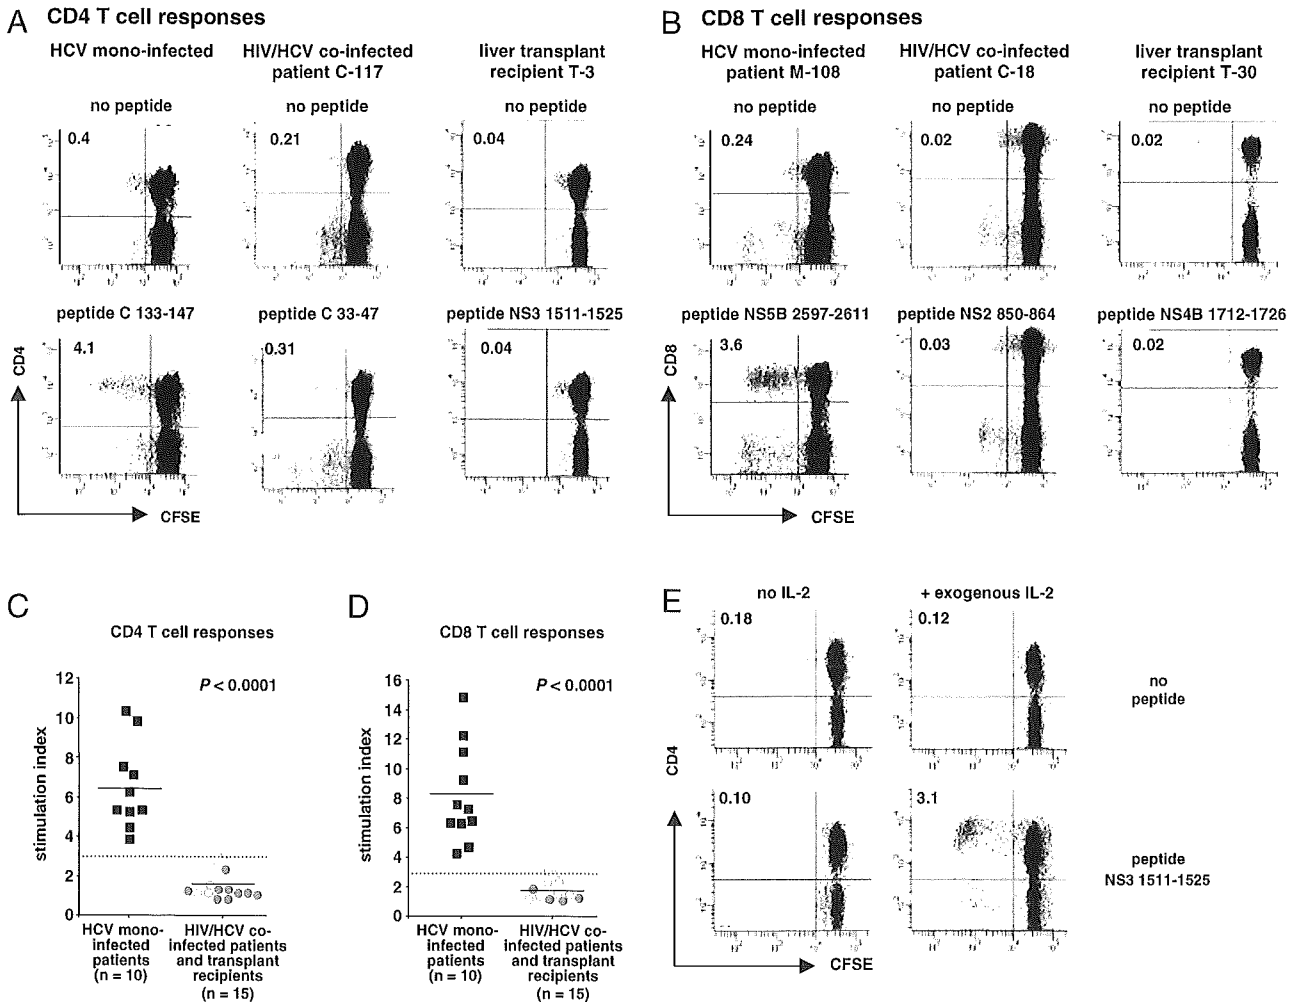 A
CD4 T cell responses
HCV mono-infected
HIV/HCV co-infected
patient C-117
liver transplant
recipient T-3
no peptide
no peptide
no peptide
0.4
0.21
0.04
peptide C 133-147
peptide C 33-47
peptide NS3 1511-1525
4.1
0.31
0.04
CD4
CFSE
B
CD8 T cell responses
HCV mono-infected
patient M-108
HIV/HCV co-infected
patient C-18
liver transplant
recipient T-30
no peptide
no peptide
no peptide
0.24
0.02
0.02
peptide NS5B 2597-2611
peptide NS2 850-864
peptide NS4B 1712-1726
3.6
0.03
0.02
CD8
CFSE
C
CD4 T cell responses
P < 0.0001
stimulation index
12
10
8
6
4
2
0
HCV mono-
infected
patients
(n = 10)
HIV/HCV co-
infected patients
and transplant
recipients
(n = 15)
D
CD8 T cell responses
P < 0.0001
stimulation index
16
14
12
10
8
6
4
2
0
HCV mono-
infected
patients
(n = 10)
HIV/HCV co-
infected patients
and transplant
recipients
(n = 15)
E
no IL-2
+ exogenous IL-2
0.18
0.12
no
peptide
0.10
3.1
peptide
NS3 1511-1525
CD4
CFSE